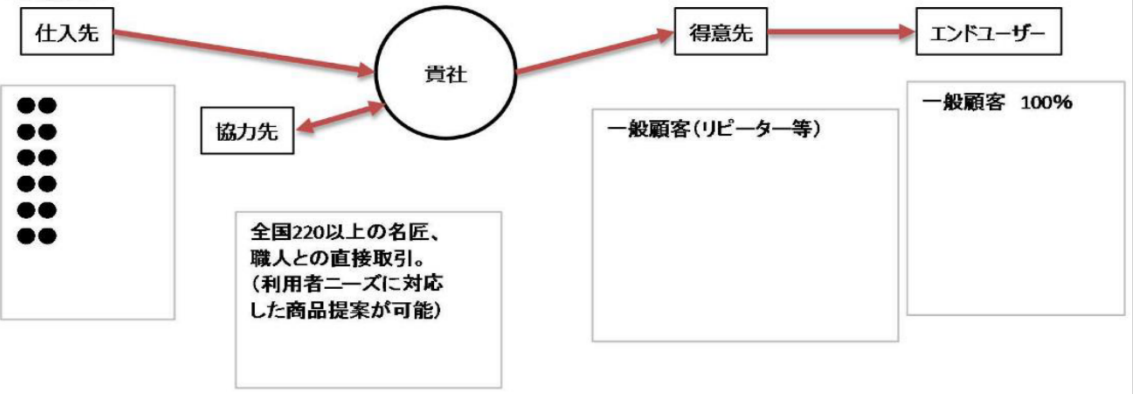 仕入先
貴社
得意先
エンドユーザー
協力先
●●
●●
●●
●●
●●
●●
全国220以上の名匠、
職人との直接取引。
(利用者ニーズに対応
した商品提案が可能)
一般顧客(リピーター等)
一般顧客 100%